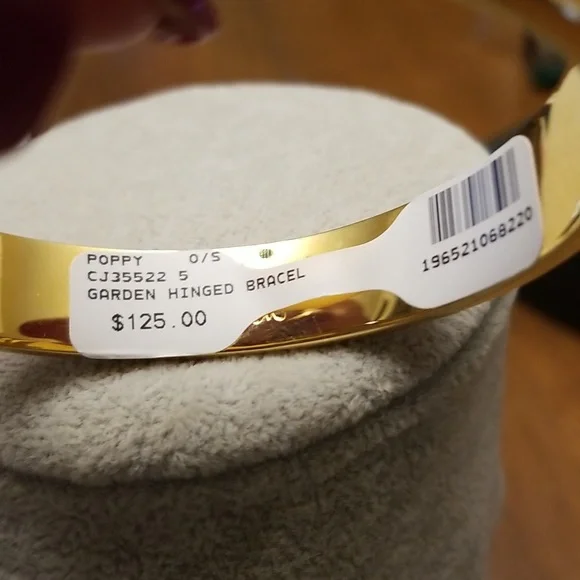 POPPY O/S
CJ35522 5
GARDEN HINGED BRACEL
$125.00
196521068220